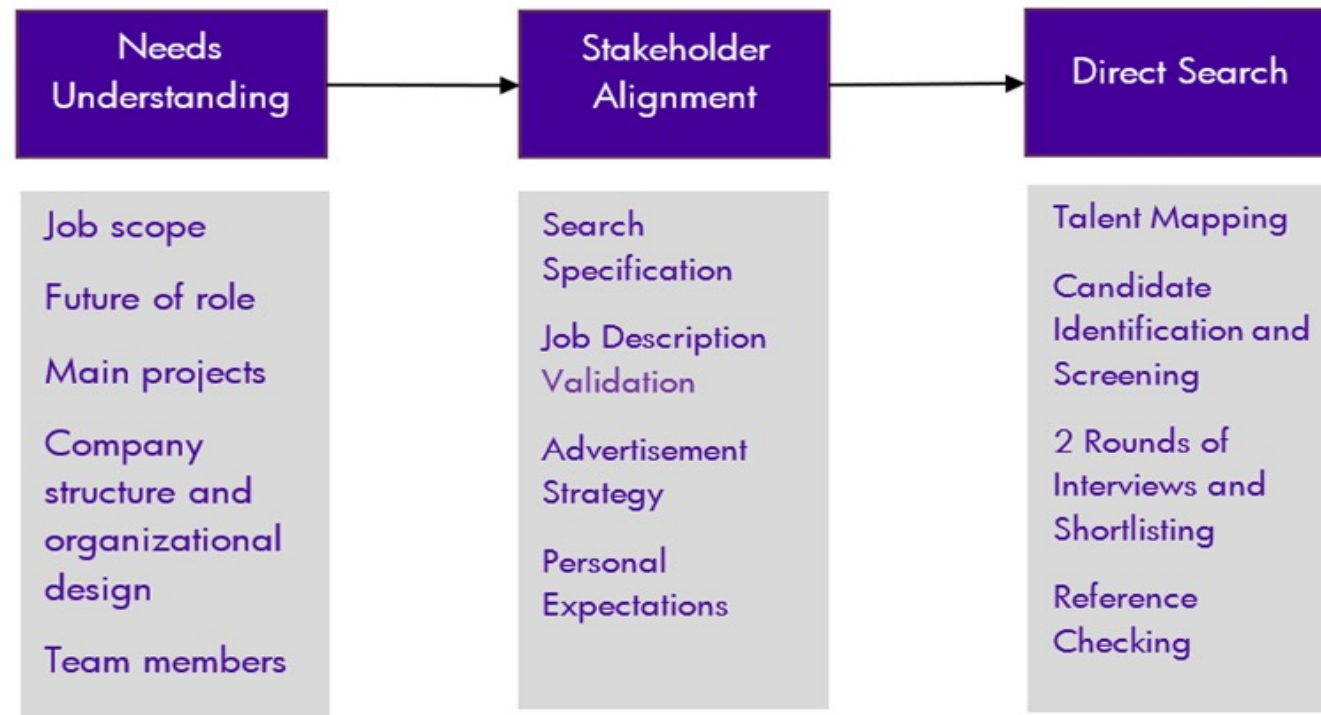 Needs
Understanding
Stakeholder
Alignment
Direct Search
Job scope
Future of role
Main projects
Company
structure and
organizational
design
Team members
Search
Specification
Job Description
Validation
Advertisement
Strategy
Personal
Expectations
Talent Mapping
Candidate
Identification and
Screening
2 Rounds of
Interviews and
Shortlisting
Reference
Checking